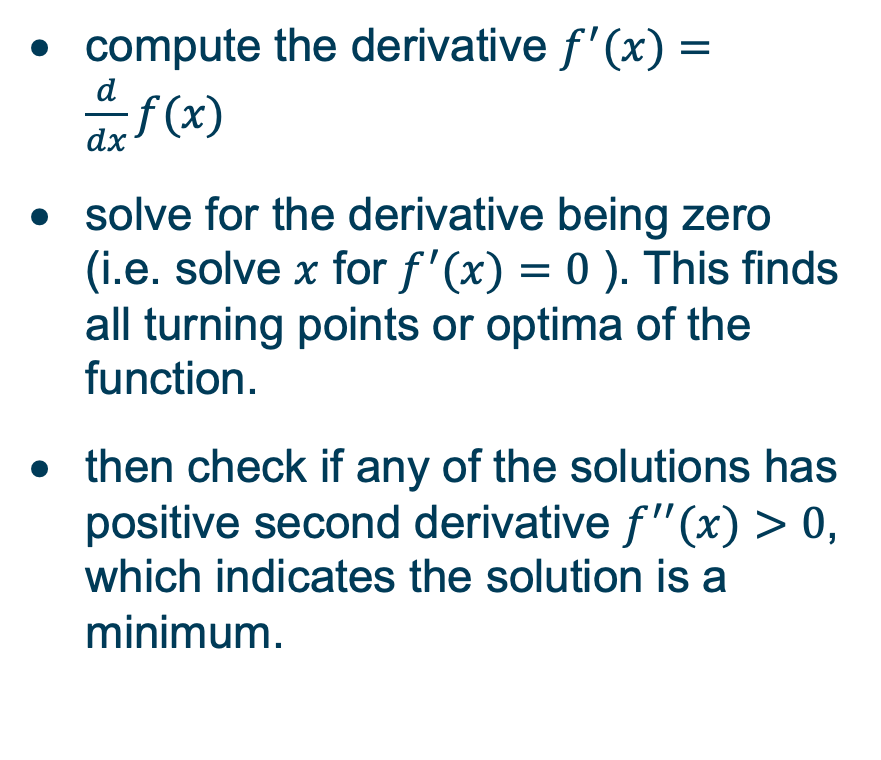 • compute the derivative f′(x) =
d/dx f(x)
• solve for the derivative being zero
(i.e. solve x for f′(x) = 0 ). This finds
all turning points or optima of the
function.
• then check if any of the solutions has
positive second derivative f″(x) > 0,
which indicates the solution is a
minimum.